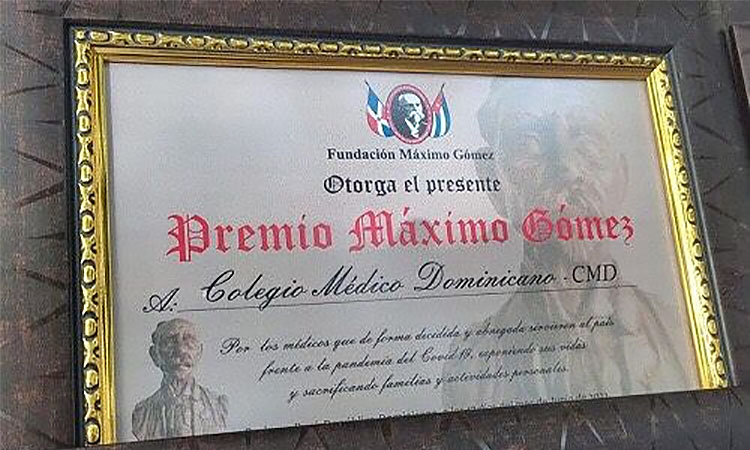 Fundación Máximo Gómez
Otorga el presente
Premio Máximo Gómez
A: Colegio Médico Dominicano - CMD
Por los médicos que de forma decidida y abnegada sirvieron al país
frente a la pandemia del Covid 19, exponiendo sus vidas
y sacrificando familias y actividades personales.